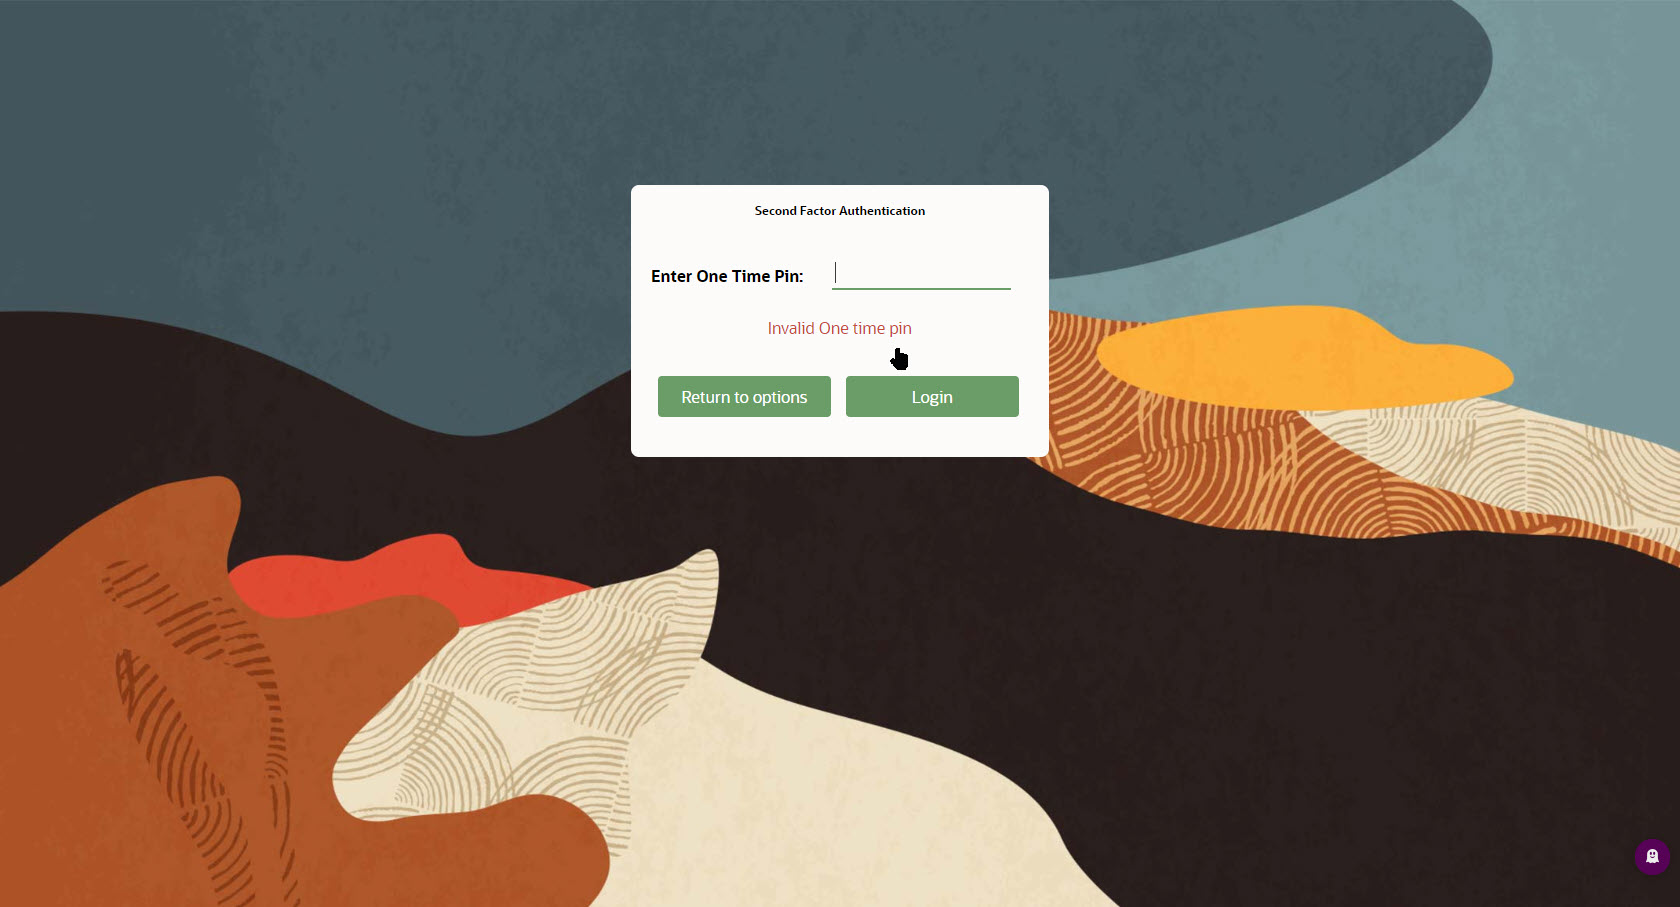 Second Factor Authentication
Enter One Time Pin:
Invalid One time pin
Return to options
Login